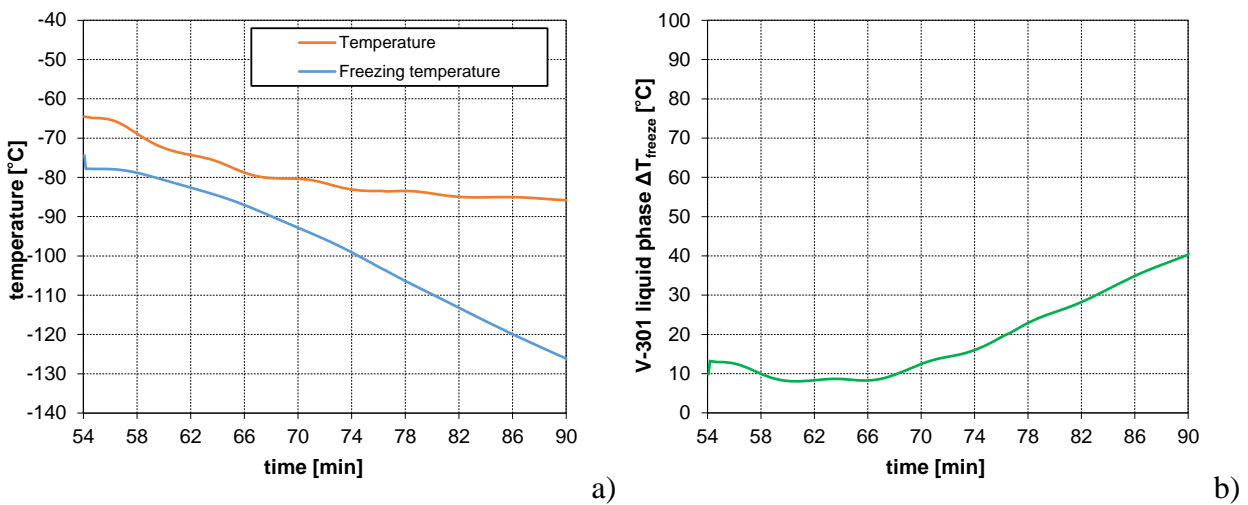 temperature [°C]
-40
-50
-60
-70
-80
-90
-100
-110
-120
-130
-140
Temperature
Freezing temperature
54 58 62 66 70 74 78 82 86 90
time [min]
a)
V-301 liquid phase ΔTfreeze [°C]
100
90
80
70
60
50
40
30
20
10
0
54 58 62 66 70 74 78 82 86 90
time [min]
b)